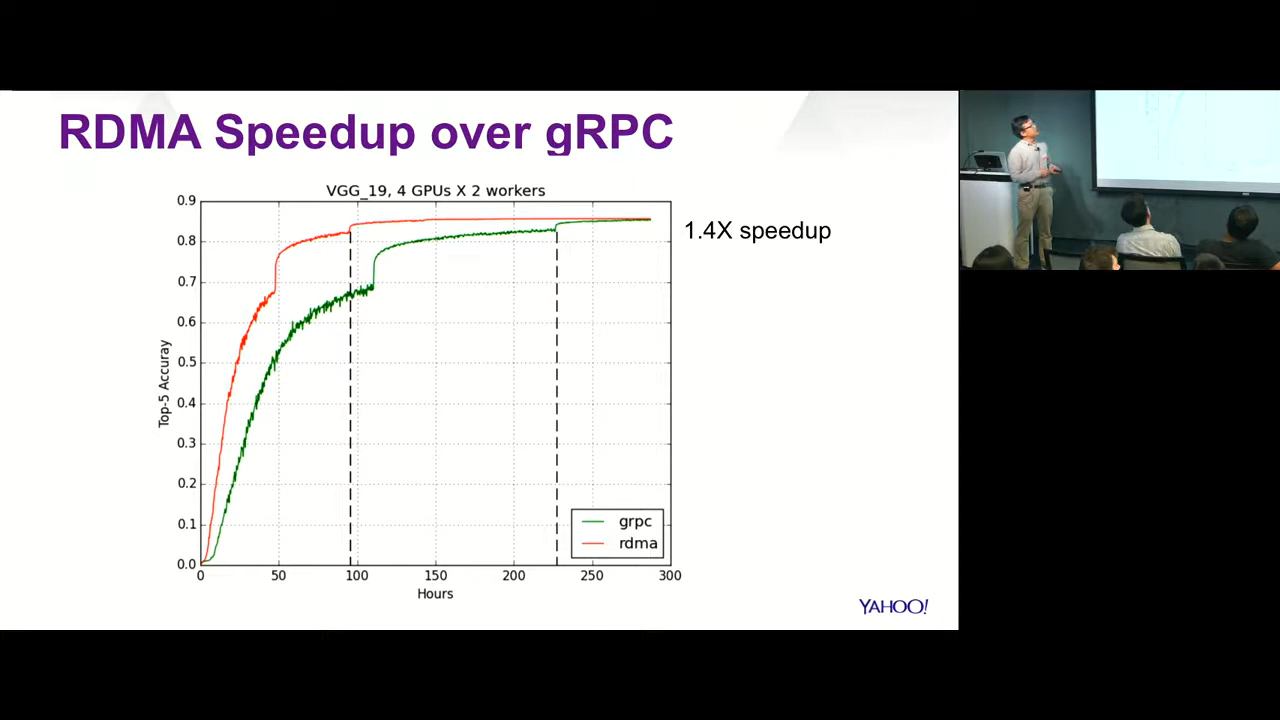 RDMA Speedup over gRPC
VGG_19, 4 GPUs X 2 workers
1.4X speedup
Top-5 Accuray
0.9
0.8
0.7
0.6
0.5
0.4
0.3
0.2
0.1
0.0
0 50 100 150 200 250 300
Hours
grpc
rdma
YAHOO!